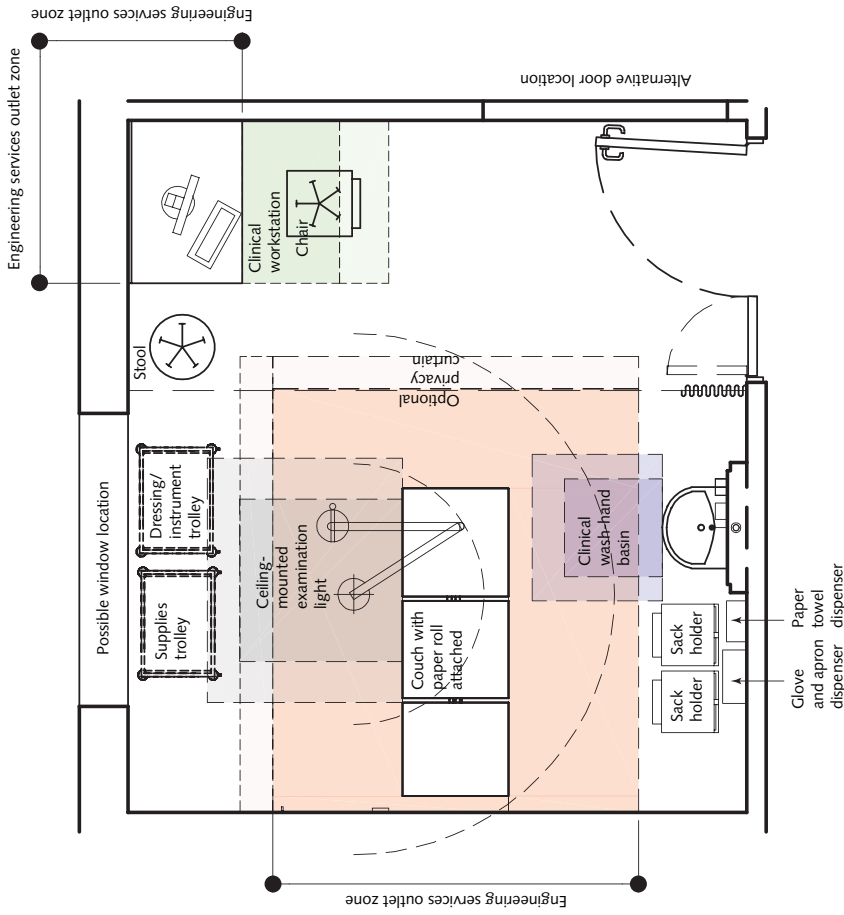 Engineering services outlet zone
Engineering services outlet zone
Alternative door location
Clinical
workstation
Chair
Stool
Possible window location
Dressing/
instrument
trolley
Supplies
trolley
Optional
privacy
curtain
Ceiling-
mounted
examination
light
Couch with
paper roll
attached
Clinical
wash-hand
basin
Sack
holder
Sack
holder
Paper
towel
dispenser
Glove
and apron
dispenser
Engineering services outlet zone